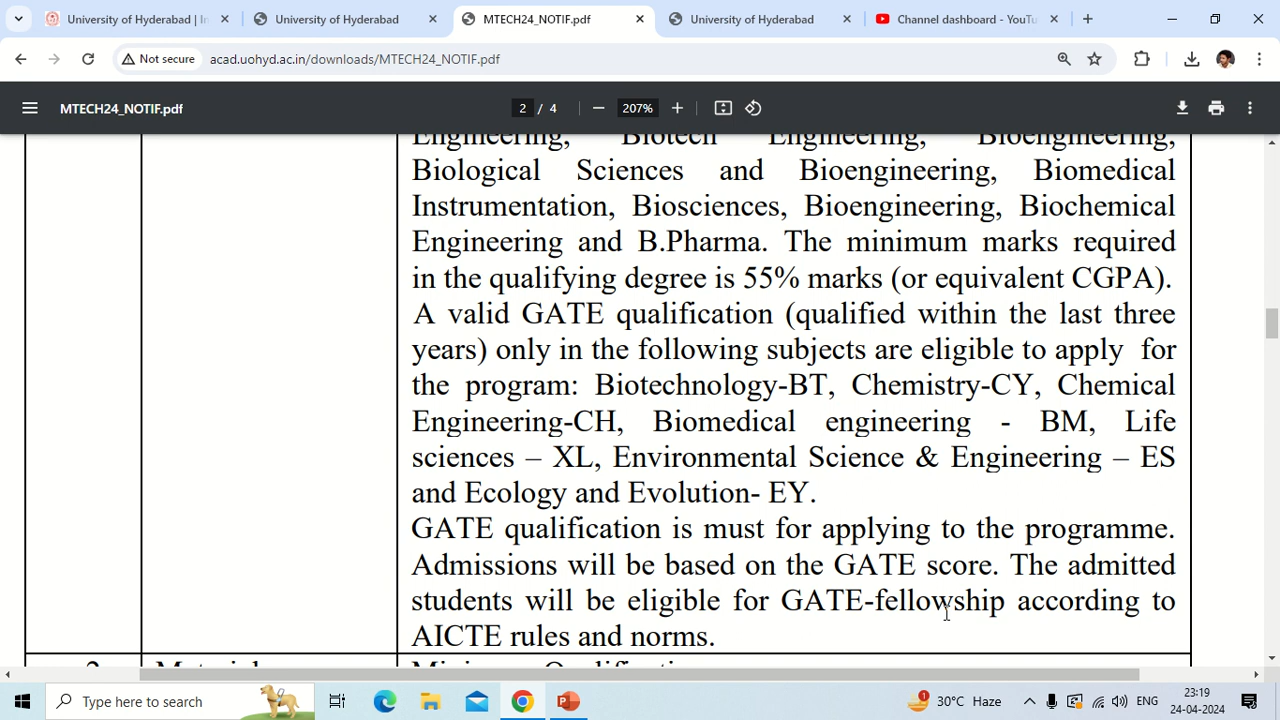 University of Hyderabad | In
University of Hyderabad
MTECH24_NOTIF.pdf
University of Hyderabad
Channel dashboard - YouTu
Not secure
acad.uohyd.ac.in/downloads/MTECH24_NOTIF.pdf
MTECH24_NOTIF.pdf
2 / 4
207%
Engineering, Biotech Engineering, Bioengineering,
Biological Sciences and Bioengineering, Biomedical
Instrumentation, Biosciences, Bioengineering, Biochemical
Engineering and B.Pharma. The minimum marks required
in the qualifying degree is 55% marks (or equivalent CGPA).
A valid GATE qualification (qualified within the last three
years) only in the following subjects are eligible to apply for
the program: Biotechnology-BT, Chemistry-CY, Chemical
Engineering-CH, Biomedical engineering - BM, Life
sciences – XL, Environmental Science & Engineering – ES
and Ecology and Evolution- EY.
GATE qualification is must for applying to the programme.
Admissions will be based on the GATE score. The admitted
students will be eligible for GATE-fellowship according to
AICTE rules and norms.
Type here to search
1
30°C Haze
ENG
23:19
24-04-2024